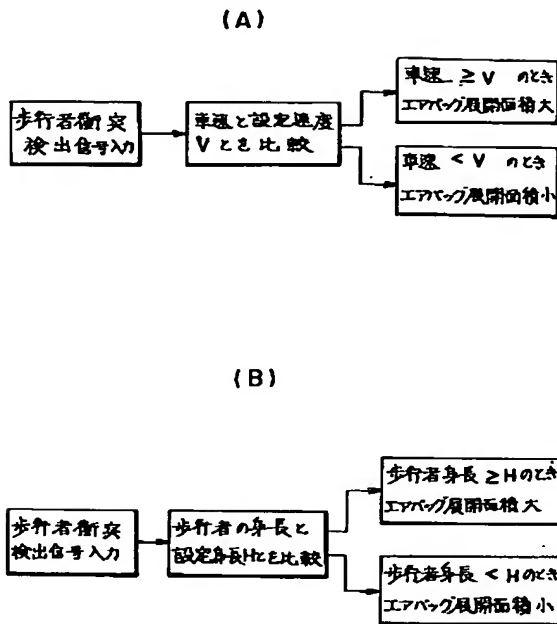 (A)
歩行者衝突
検出信号入力
車速と設定速度
Vとを比較
車速 ≧ V のとき
エアバッグ展開面積大
車速 < V のとき
エアバッグ展開面積小
(B)
歩行者衝突
検出信号入力
歩行者の身長と
設定身長Hとを比較
歩行者身長 ≧ Hのとき
エアバッグ展開面積 大
歩行者身長 < Hのとき
エアバッグ展開面積 小